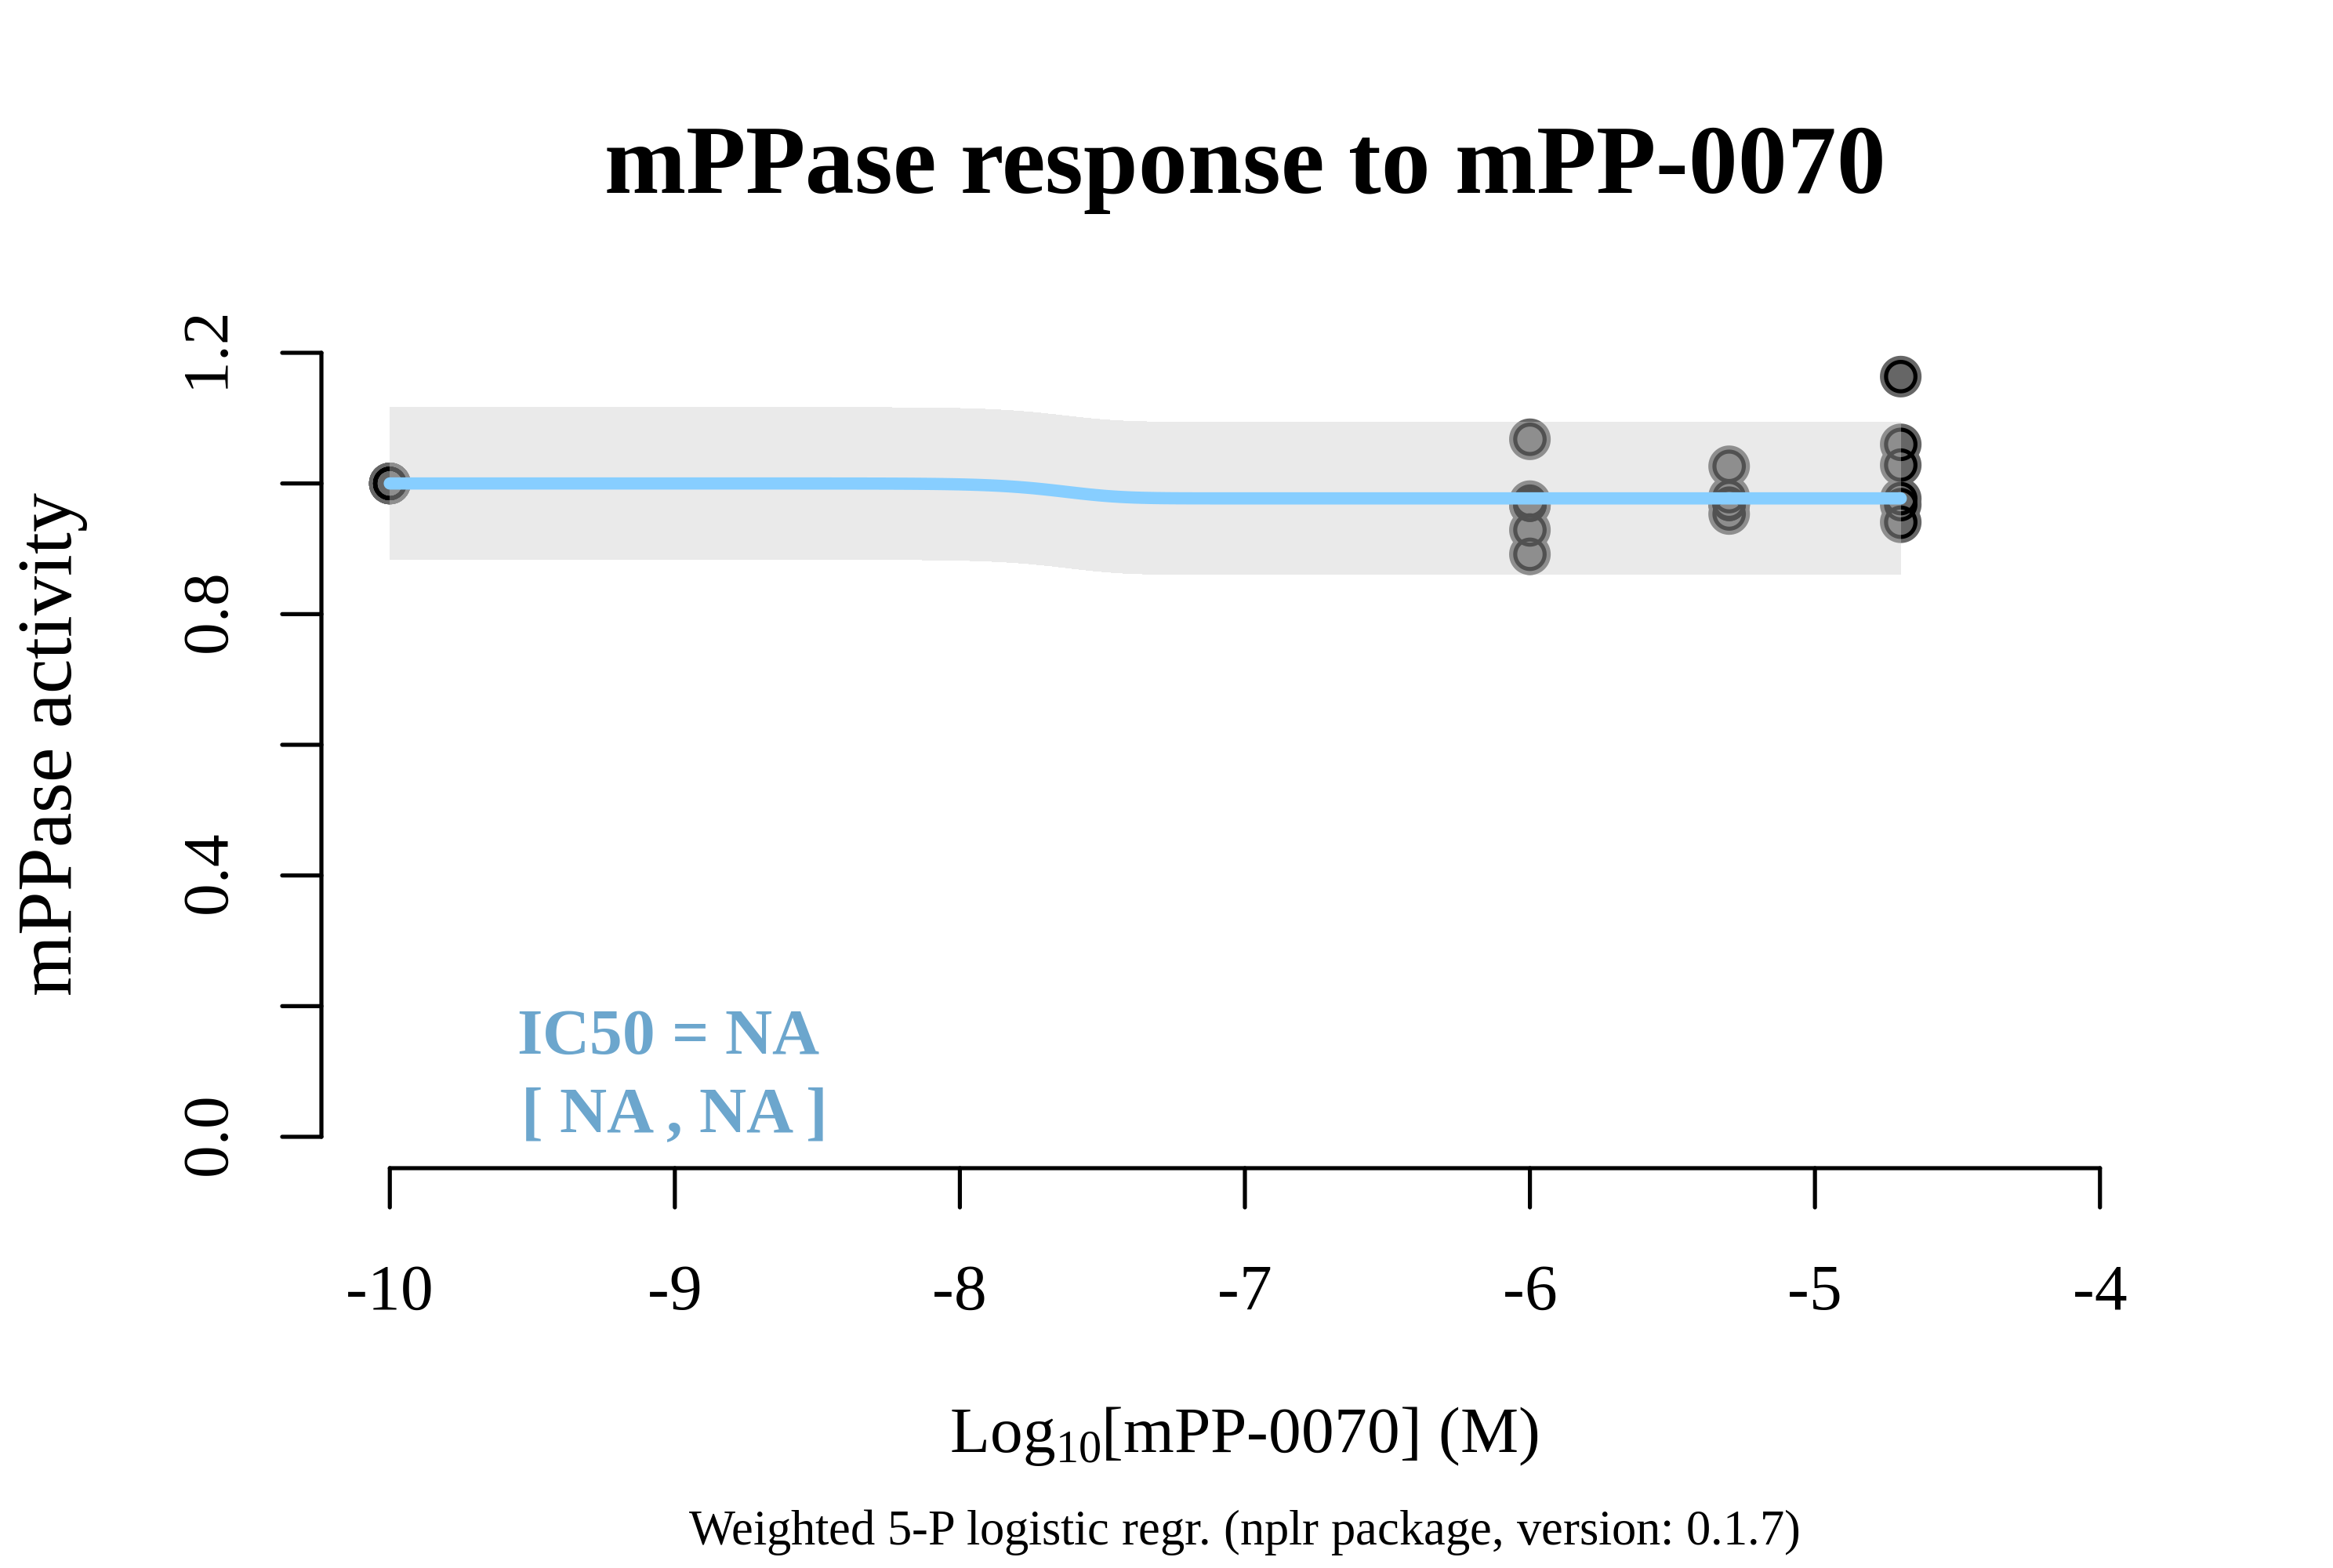 mPPase response to mPP-0070
mPPase activity
1.2
0.8
0.4
0.0
IC50 = NA
[ NA , NA ]
-10 -9 -8 -7 -6 -5 -4
Log10[mPP-0070] (M)
Weighted 5-P logistic regr. (nplr package, version: 0.1.7)